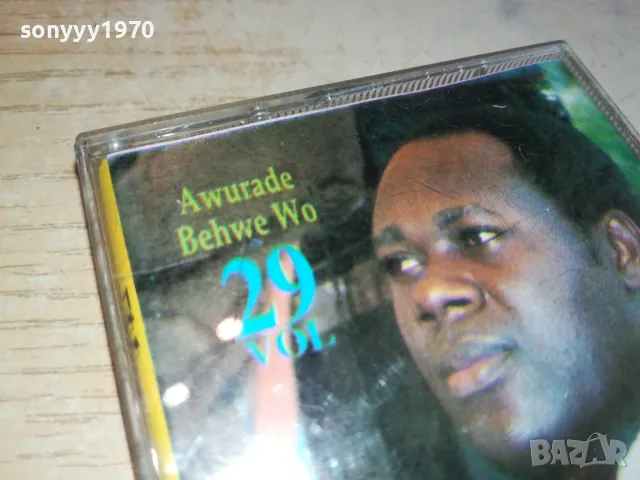 sonyyy1970
Awurade
Behwe Wo
29
VOL
BAZAR